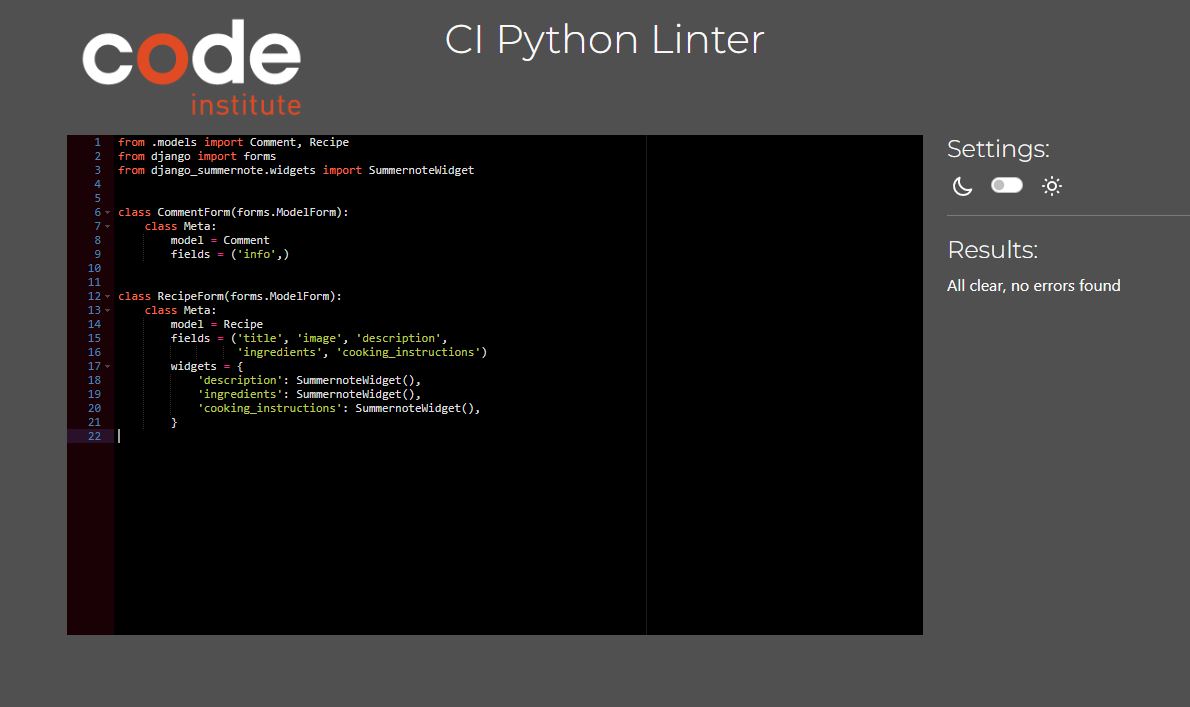 code
institute
CI Python Linter
1 from .models import Comment, Recipe
2 from django import forms
3 from django_summernote.widgets import SummernoteWidget
4
5
6 class CommentForm(forms.ModelForm):
7     class Meta:
8         model = Comment
9         fields = ('info',)
10
11
12 class RecipeForm(forms.ModelForm):
13     class Meta:
14         model = Recipe
15         fields = ('title', 'image', 'description',
16                   'ingredients', 'cooking_instructions')
17         widgets = {
18             'description': SummernoteWidget(),
19             'ingredients': SummernoteWidget(),
20             'cooking_instructions': SummernoteWidget(),
21         }
22
Settings:
Results:
All clear, no errors found